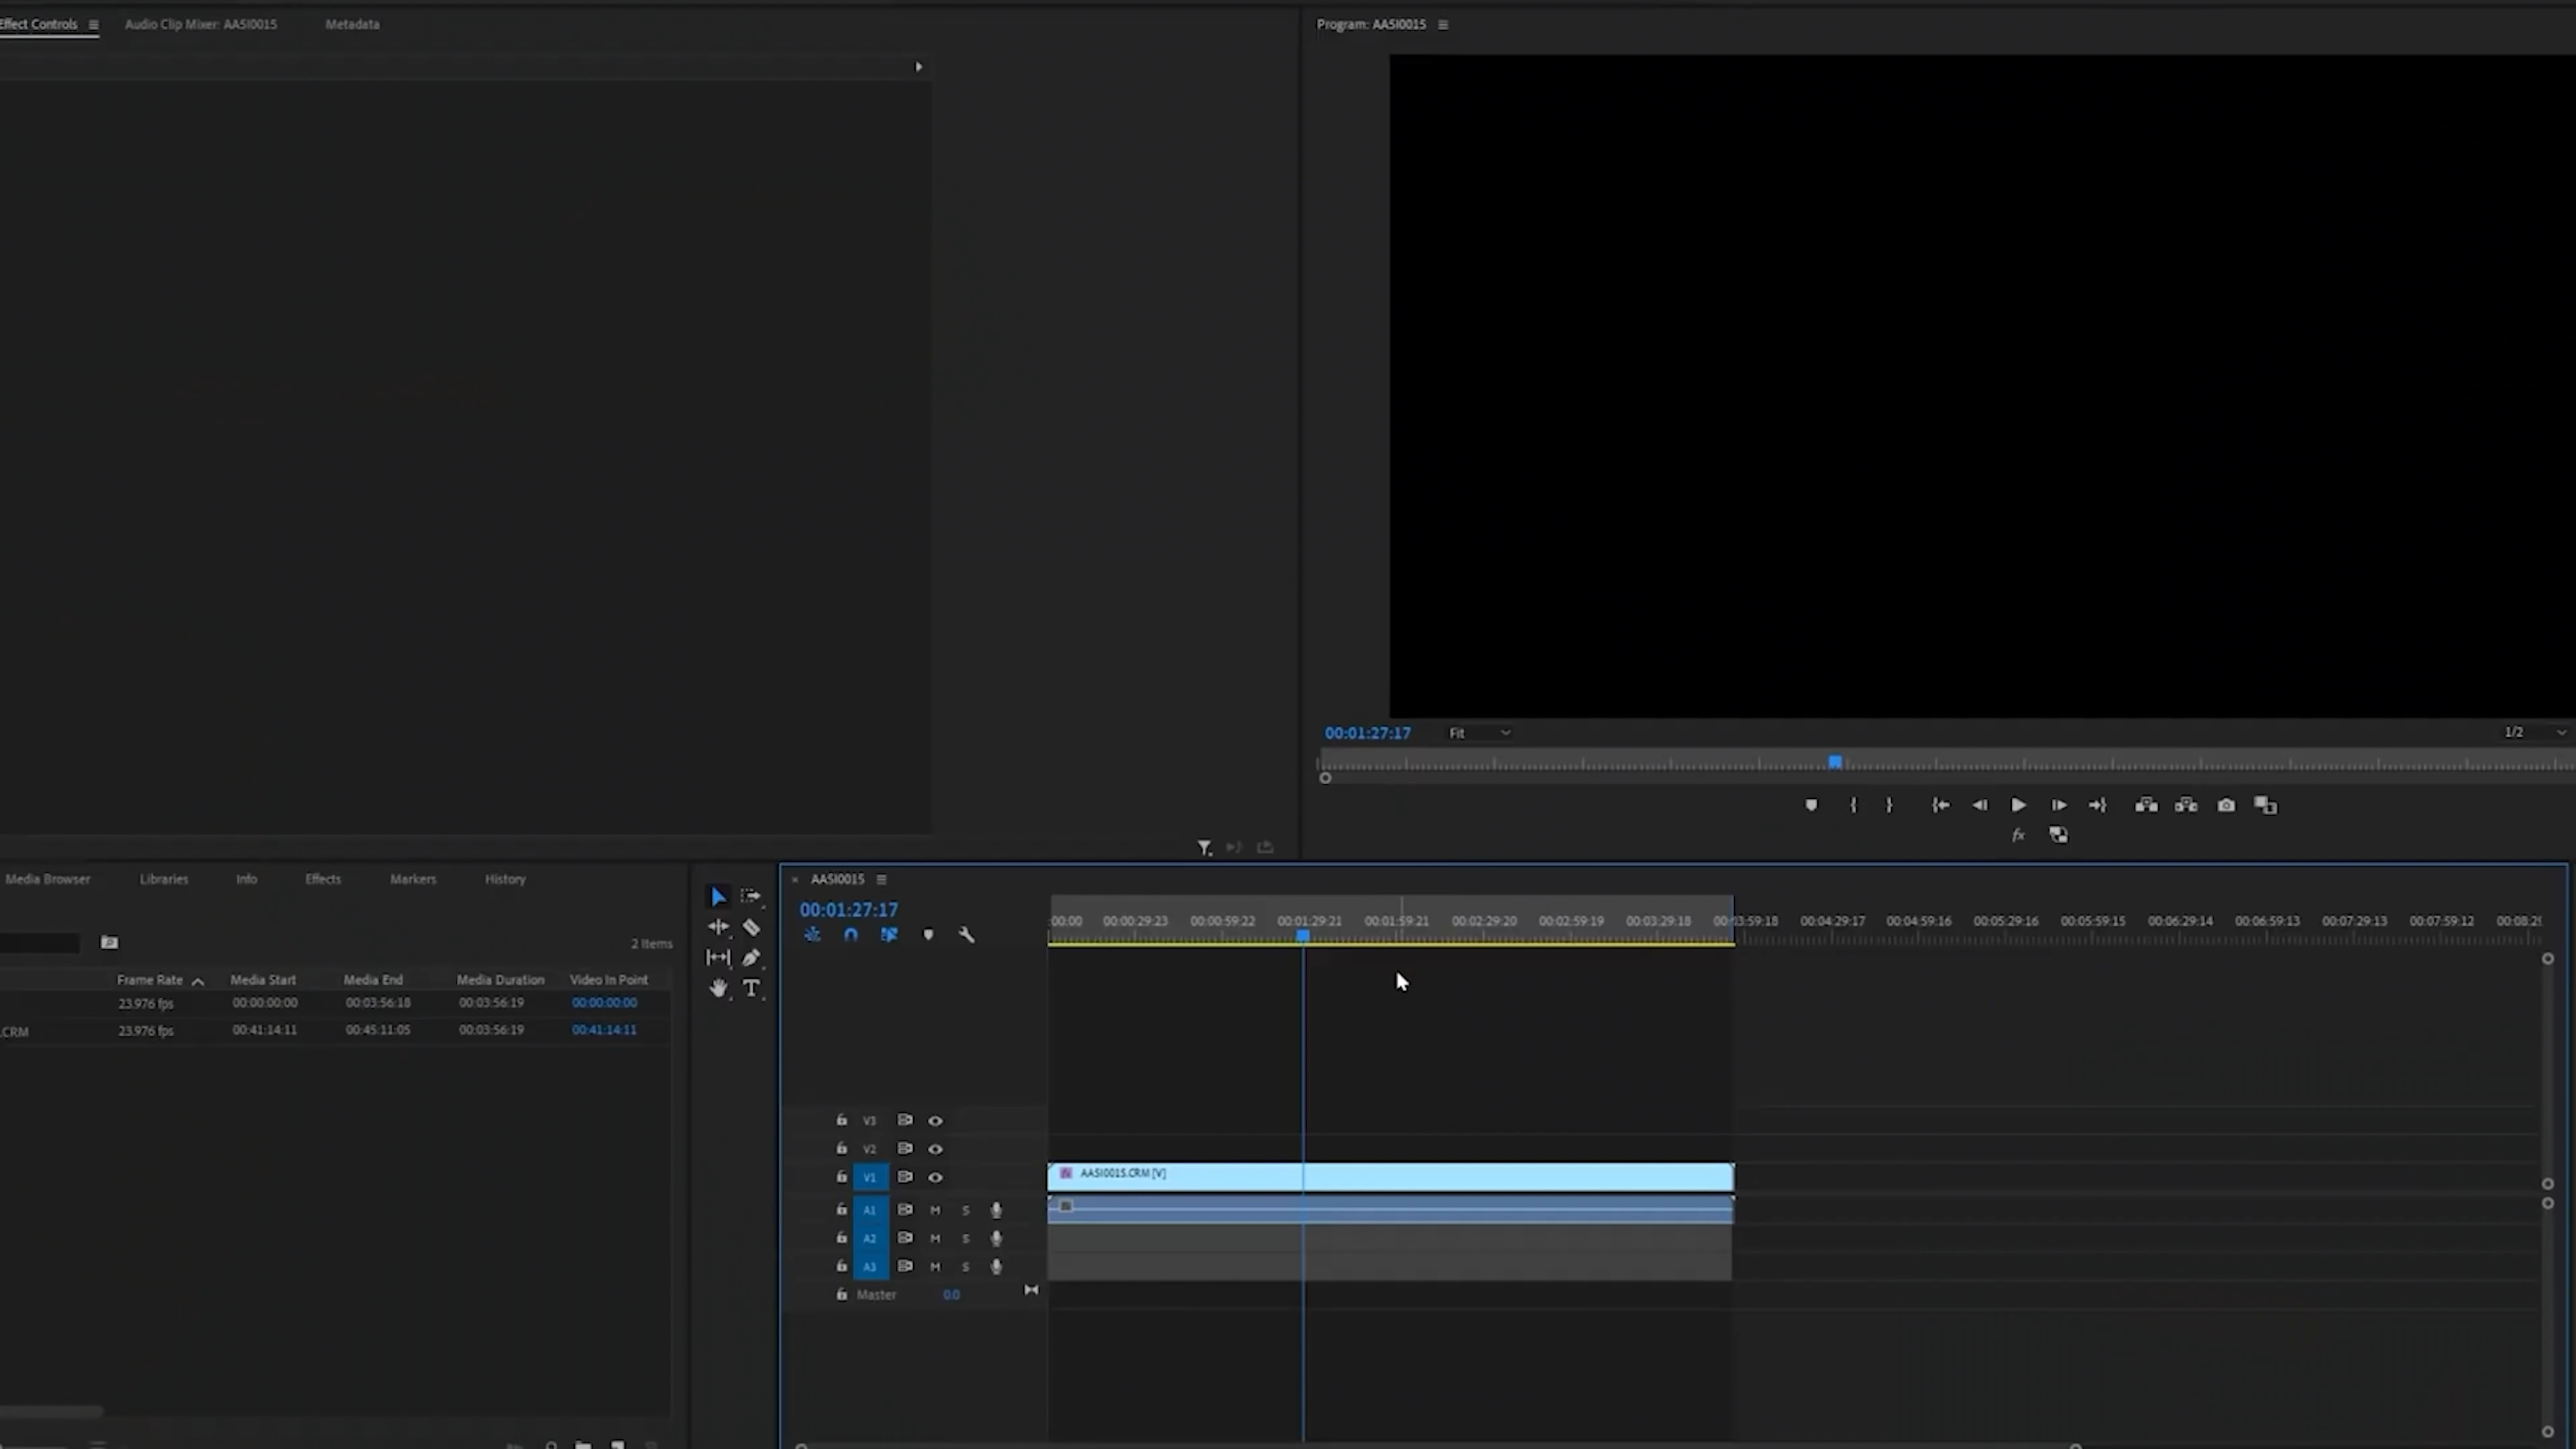 Effect Controls Audio Clip Mixer: AASI0015 Metadata
Program: AASI0015
00:01:27:17 Fit 1/2
fx
Media Browser Libraries Info Effects Markers History
2 Items
Frame Rate Media Start Media End Media Duration Video In Point
23.976 fps 00:00:00:00 00:03:56:18 00:03:56:19 00:00:00:00
.CRM 23.976 fps 00:41:14:11 00:45:11:05 00:03:56:19 00:41:14:11
T
AASI0015
00:01:27:17
:00:00 00:00:29:23 00:00:59:22 00:01:29:21 00:01:59:21 00:02:29:20 00:02:59:19 00:03:29:18 00:03:59:18 00:04:29:17 00:04:59:16 00:05:29:16 00:05:59:15 00:06:29:14 00:06:59:13 00:07:29:13 00:07:59:12 00:08:29
V3
V2
V1 AASI0015.CRM [V]
A1 M S
A2 M S
A3 M S
Master 0.0